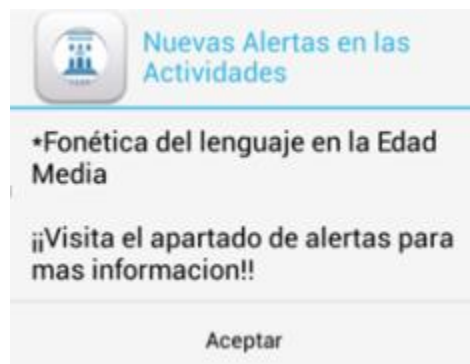 Nuevas Alertas en las
Actividades
*Fonética del lenguaje en la Edad
Media
¡¡Visita el apartado de alertas para
mas informacion!!
Aceptar